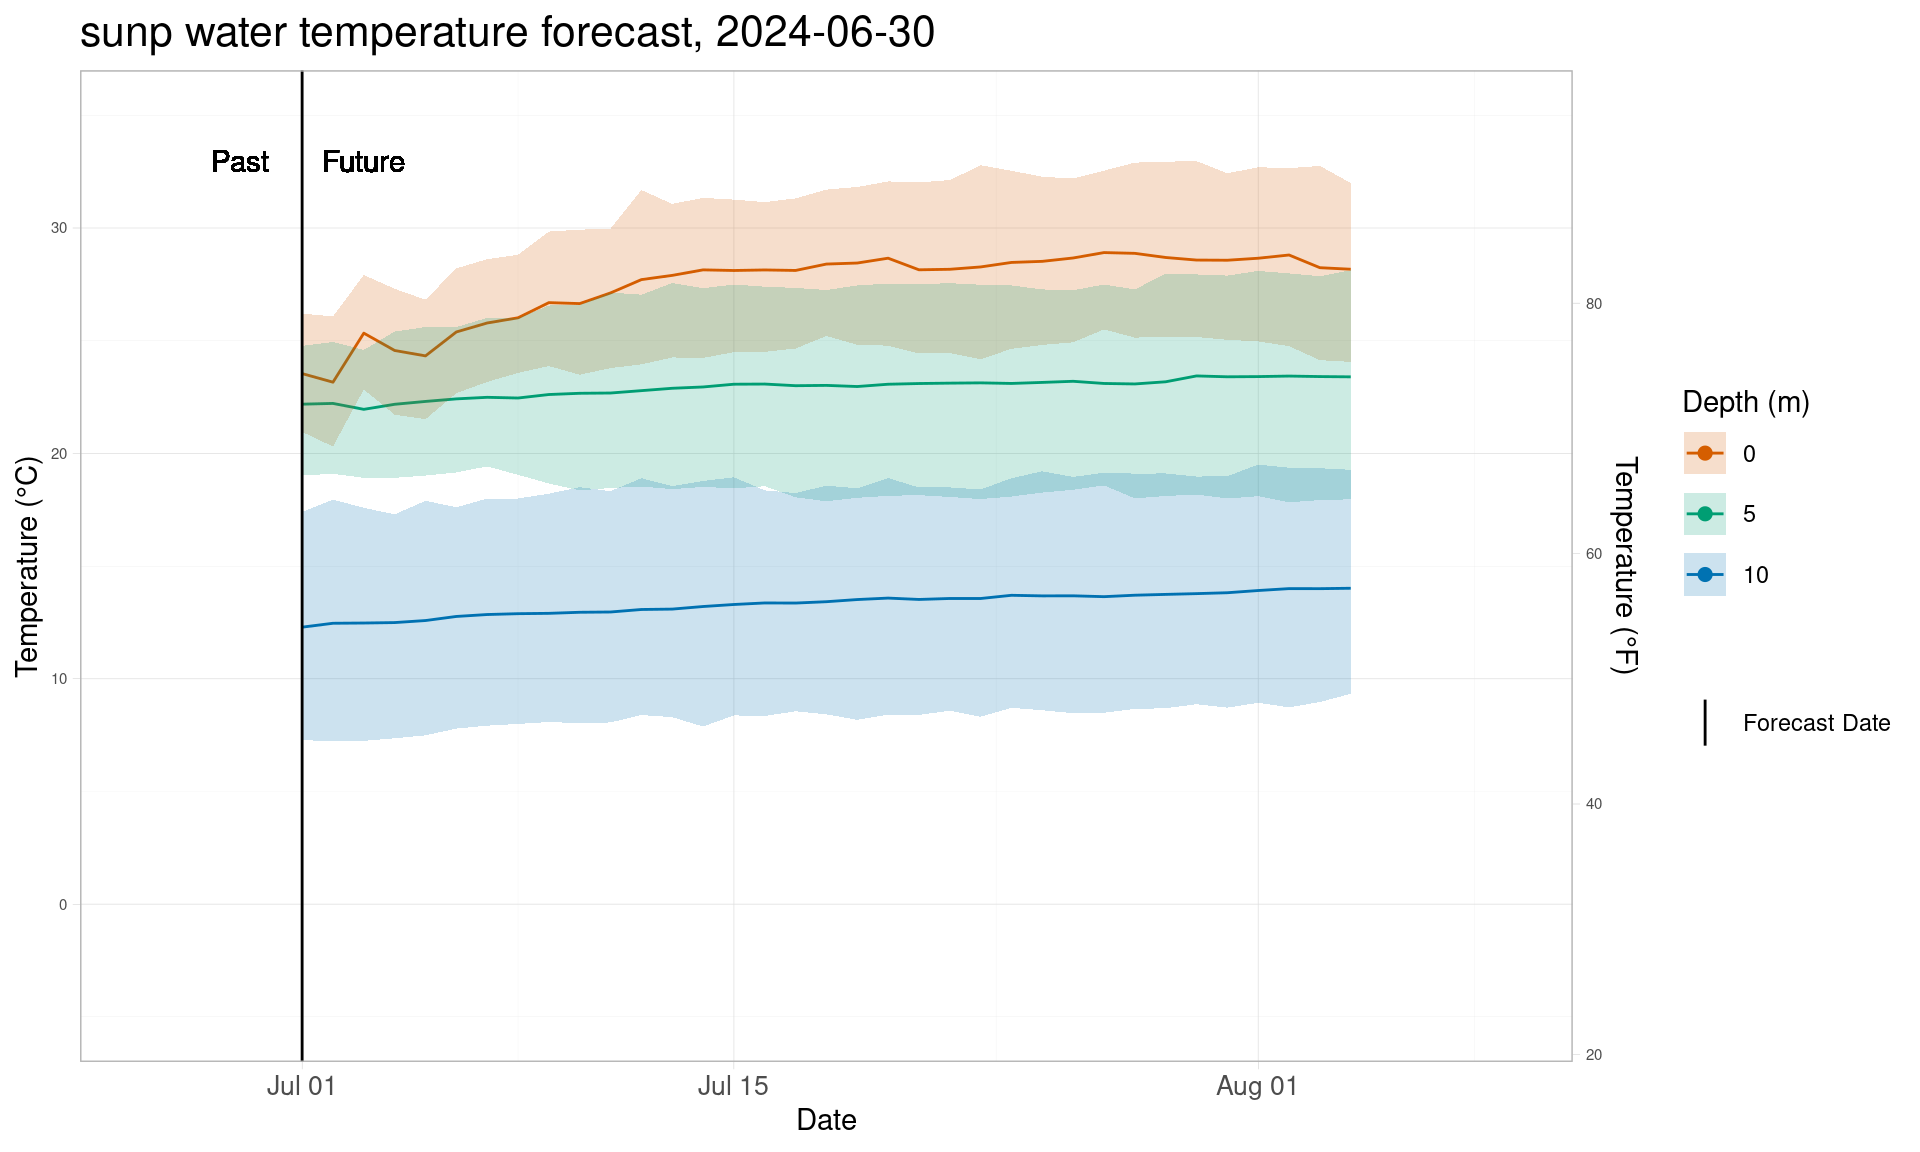 sunp water temperature forecast, 2024-06-30
Past
Future
30
20
10
0
Temperature (°C)
80
60
40
20
Temperature (°F)
Jul 01
Jul 15
Aug 01
Date
Depth (m)
0
5
10
Forecast Date